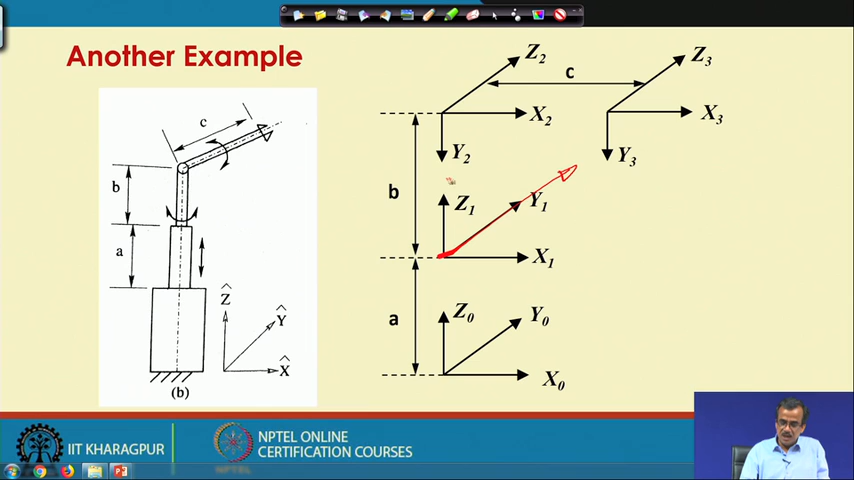 Another Example
c
b
a
Ẑ
Ŷ
X̂
(b)
Z₂
c
Z₃
X₂
X₃
Y₂
Y₃
b
Z₁
Y₁
X₁
a
Z₀
Y₀
X₀
IIT KHARAGPUR
NPTEL ONLINE
CERTIFICATION COURSES
NPTEL